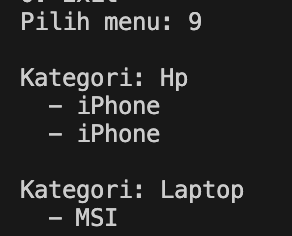 Pilih menu: 9
Kategori: Hp
- iPhone
- iPhone
Kategori: Laptop
- MSI